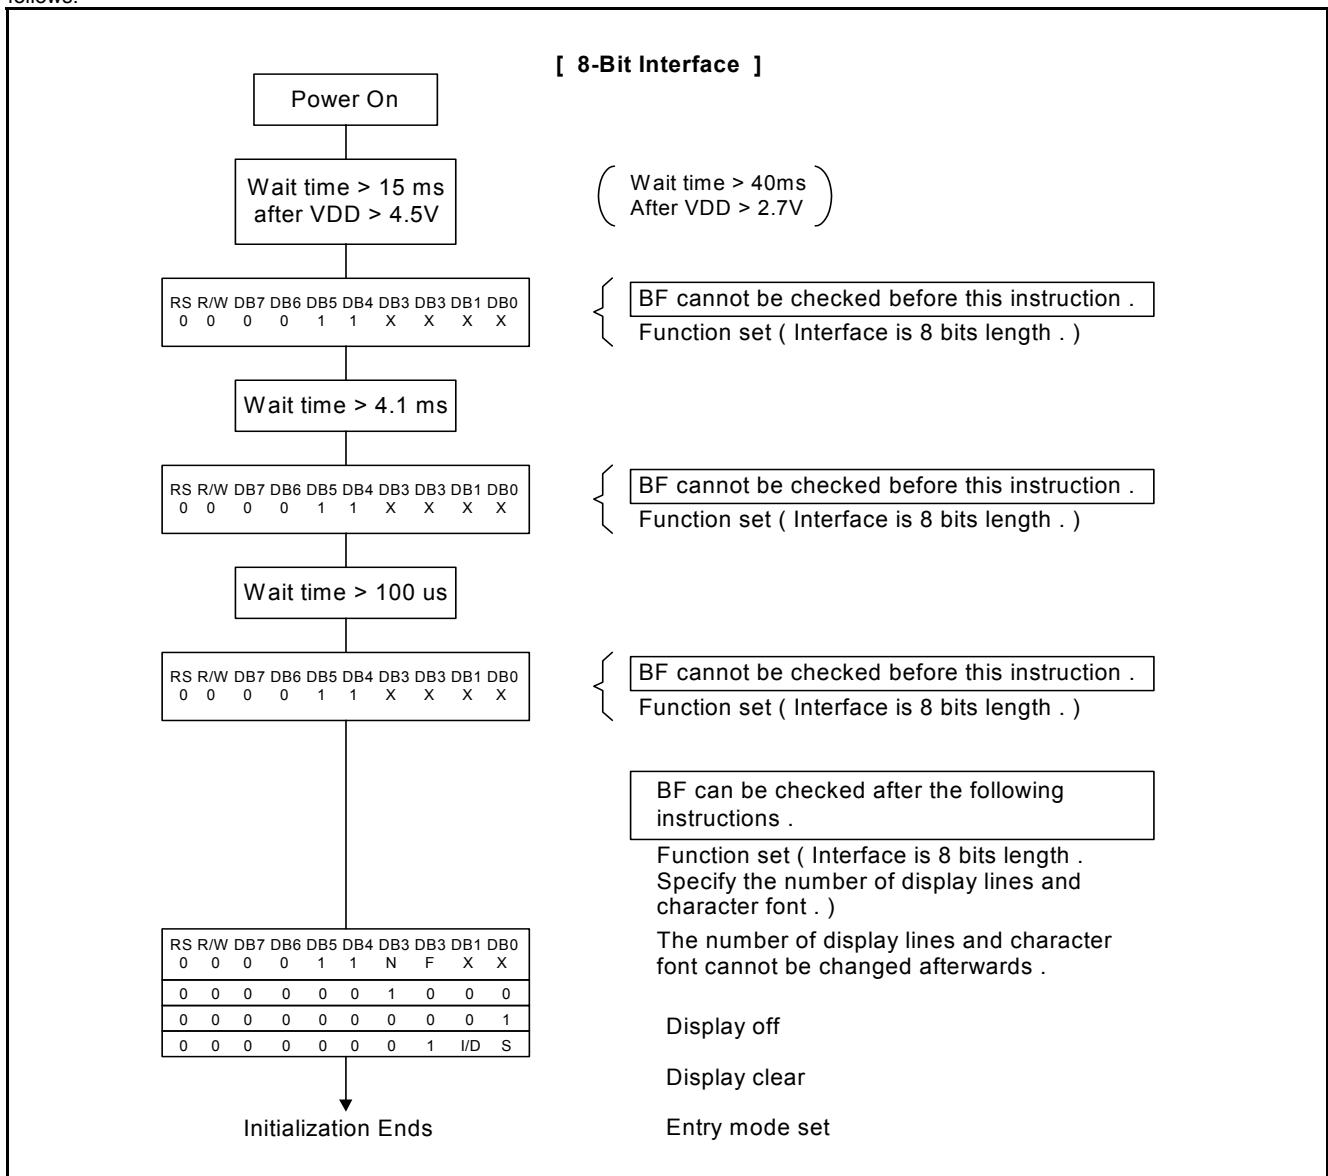 follows:
[ 8-Bit Interface ]
Power On
Wait time > 15 ms
after VDD > 4.5V
Wait time > 40ms
After VDD > 2.7V
RS R/W DB7 DB6 DB5 DB4 DB3 DB3 DB1 DB0
0 0 0 0 1 1 X X X X
BF cannot be checked before this instruction .
Function set ( Interface is 8 bits length . )
Wait time > 4.1 ms
RS R/W DB7 DB6 DB5 DB4 DB3 DB3 DB1 DB0
0 0 0 0 1 1 X X X X
BF cannot be checked before this instruction .
Function set ( Interface is 8 bits length . )
Wait time > 100 us
RS R/W DB7 DB6 DB5 DB4 DB3 DB3 DB1 DB0
0 0 0 0 1 1 X X X X
BF cannot be checked before this instruction .
Function set ( Interface is 8 bits length . )
BF can be checked after the following
instructions .
Function set ( Interface is 8 bits length .
Specify the number of display lines and
character font . )
The number of display lines and character
font cannot be changed afterwards .
RS R/W DB7 DB6 DB5 DB4 DB3 DB3 DB1 DB0
0 0 0 0 1 1 N F X X
0 0 0 0 0 0 1 0 0 0
0 0 0 0 0 0 0 0 0 1
0 0 0 0 0 0 0 1 I/D S
Display off
Display clear
Entry mode set
Initialization Ends